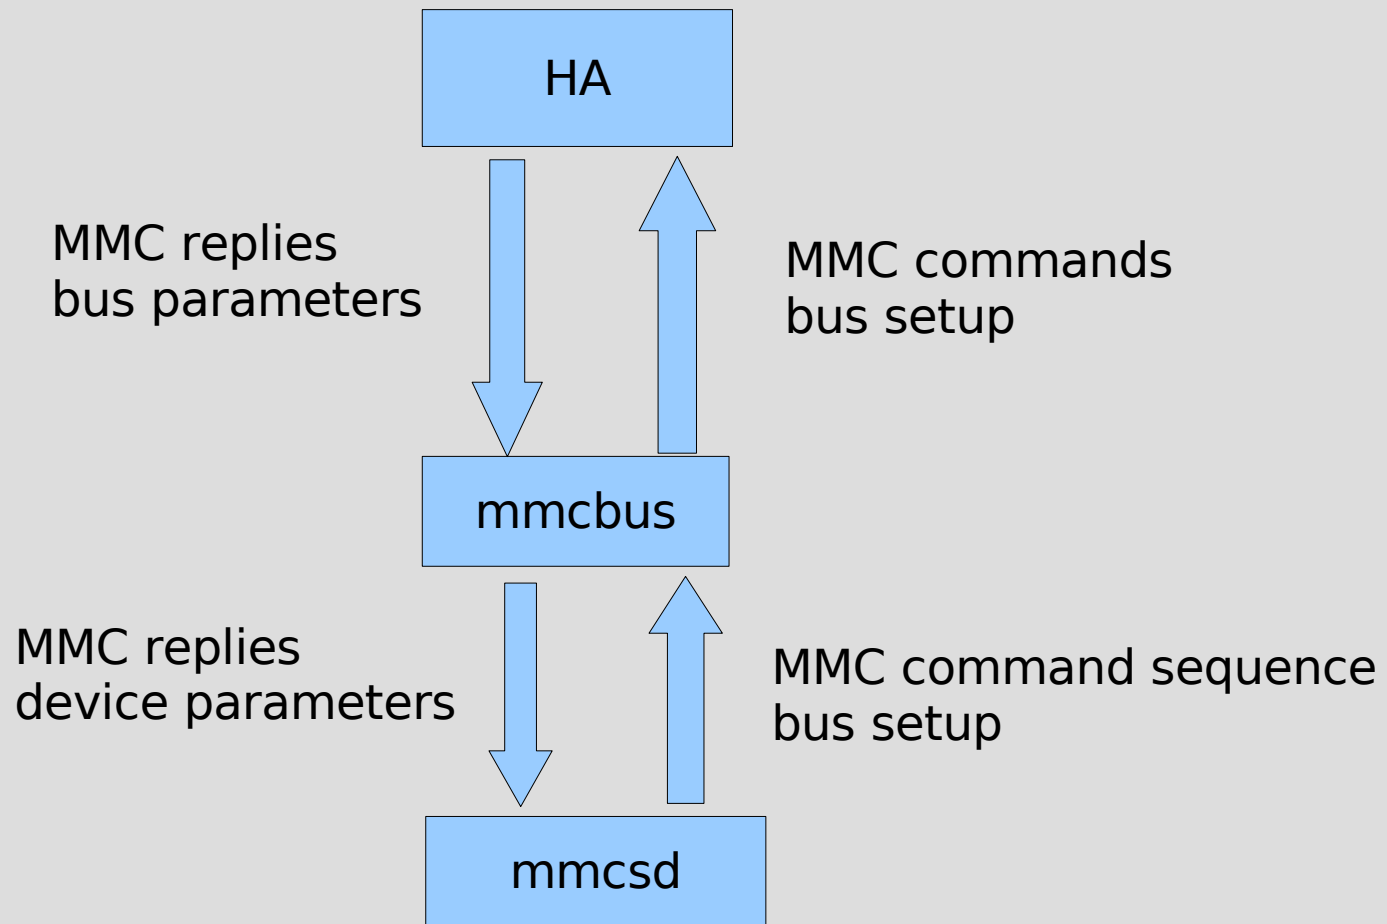 HA
MMC replies
bus parameters
MMC commands
bus setup
mmcbus
MMC replies
device parameters
MMC command sequence
bus setup
mmcsd